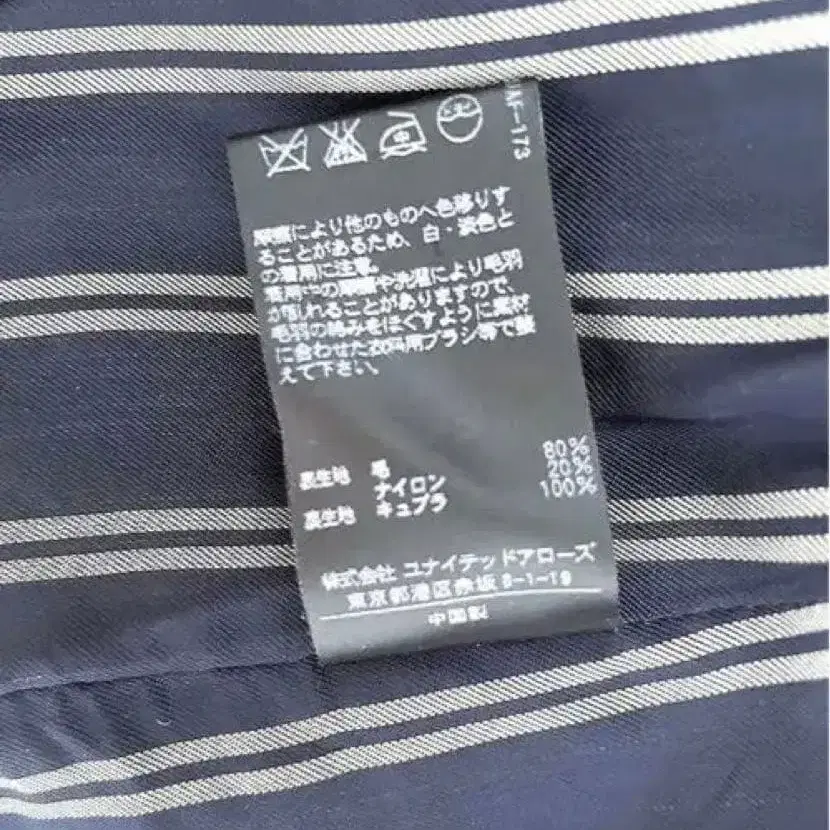 MF-173
摩擦により他のものへ色移りす
ることがあるため、白・淡色と
の着用に注意。
着用中の摩擦や洗濯により毛羽
が乱れることがありますので、
毛羽の絡みをほぐすように素材
に合わせた衣料用ブラシ等で整
えて下さい。
表生地 毛 80%
ナイロン 20%
裏生地 キュプラ 100%
株式会社 ユナイテッドアローズ
東京都港区赤坂 8-1-19
中国製